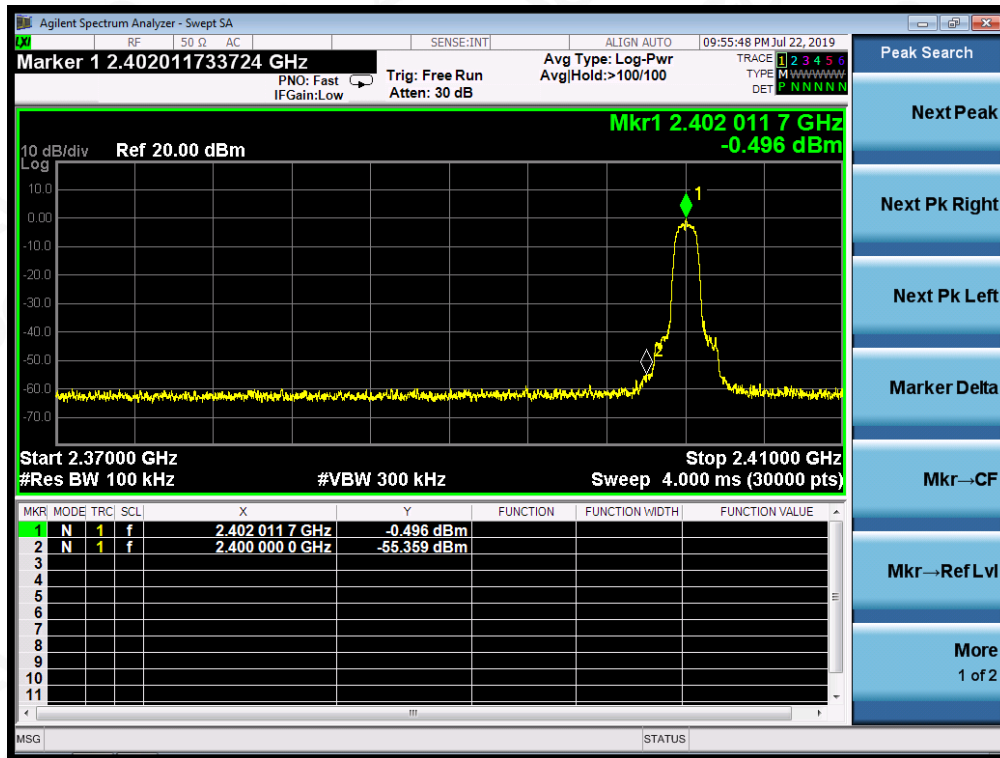 Agilent Spectrum Analyzer - Swept SA
LXI RF 50 Ω AC SENSE:INT ALIGN AUTO 09:55:48 PM Jul 22, 2019
Marker 1 2.402011733724 GHz
PNO: Fast
IFGain:Low
Trig: Free Run
Atten: 30 dB
Avg Type: Log-Pwr
Avg|Hold:>100/100
TRACE 1 2 3 4 5 6
TYPE M WWWWW
DET P N N N N N
Mkr1 2.402 011 7 GHz
-0.496 dBm
10 dB/div Ref 20.00 dBm
Log
10.0
0.00
-10.0
-20.0
-30.0
-40.0
-50.0
-60.0
-70.0
1
2
Start 2.37000 GHz Stop 2.41000 GHz
#Res BW 100 kHz #VBW 300 kHz Sweep 4.000 ms (30000 pts)
MKR MODE TRC SCL X Y FUNCTION FUNCTION WIDTH FUNCTION VALUE
1 N 1 f 2.402 011 7 GHz -0.496 dBm
2 N 1 f 2.400 000 0 GHz -55.359 dBm
3
4
5
6
7
8
9
10
11
MSG STATUS
Peak Search
Next Peak
Next Pk Right
Next Pk Left
Marker Delta
Mkr→CF
Mkr→Ref Lvl
More
1 of 2